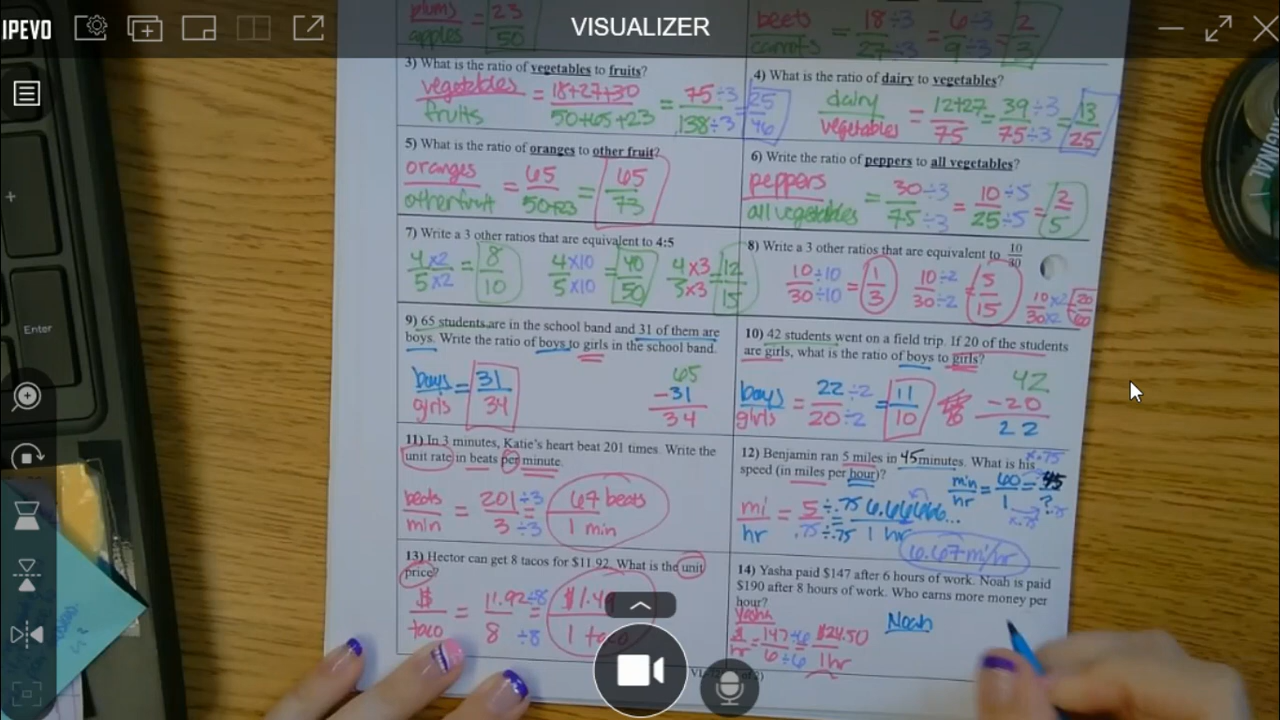 IPEVO
VISUALIZER
Enter
plums = 23
apples 50
beets = 18÷3 = 6÷3 = 2
carrots 27÷3 9÷3 3
3) What is the ratio of vegetables to fruits?
vegetables = 18+27+30 = 75÷3 = 25
fruits 50+65+23 138÷3 46
4) What is the ratio of dairy to vegetables?
dairy = 12+27 = 39÷3 = 13
vegetables 75 75÷3 25
5) What is the ratio of oranges to other fruit?
oranges = 65 = 65
other fruit 50+23 73
6) Write the ratio of peppers to all vegetables?
peppers = 30÷3 = 10÷5 = 2
all vegetables 75÷3 25÷5 5
7) Write a 3 other ratios that are equivalent to 4:5
4×2 = 8 4×10 = 40 4×3 = 12
5×2 10 5×10 50 5×3 15
8) Write a 3 other ratios that are equivalent to 10/30
10÷10 = 1 10÷2 = 5 10×2 = 20
30÷10 3 30÷2 15 30×2 60
9) 65 students are in the school band and 31 of them are
boys. Write the ratio of boys to girls in the school band.
boys = 31
girls 34
65
-31
34
10) 42 students went on a field trip. If 20 of the students
are girls, what is the ratio of boys to girls?
boys = 22÷2 = 11
girls 20÷2 10
42
-20
22
11) In 3 minutes, Katie's heart beat 201 times. Write the
unit rate in beats per minute.
beats = 201÷3 = 67 beats
min 3÷3 1 min
12) Benjamin ran 5 miles in 45 minutes. What is his
speed (in miles per hour)?
×.75
min = 60 = 45
hr 1 ?
×.75
mi = 5 ÷.75 = 6.66666...
hr .75 ÷.75 1 hr
6.67 mi/hr
13) Hector can get 8 tacos for $11.92. What is the unit
price?
$ = 11.92÷8 = $1.49
taco 8 ÷8 1 taco
14) Yasha paid $147 after 6 hours of work. Noah is paid
$190 after 8 hours of work. Who earns more money per
hour?
Yasha
$ = 147÷6 = $24.50
hr 6÷6 1hr
Noah